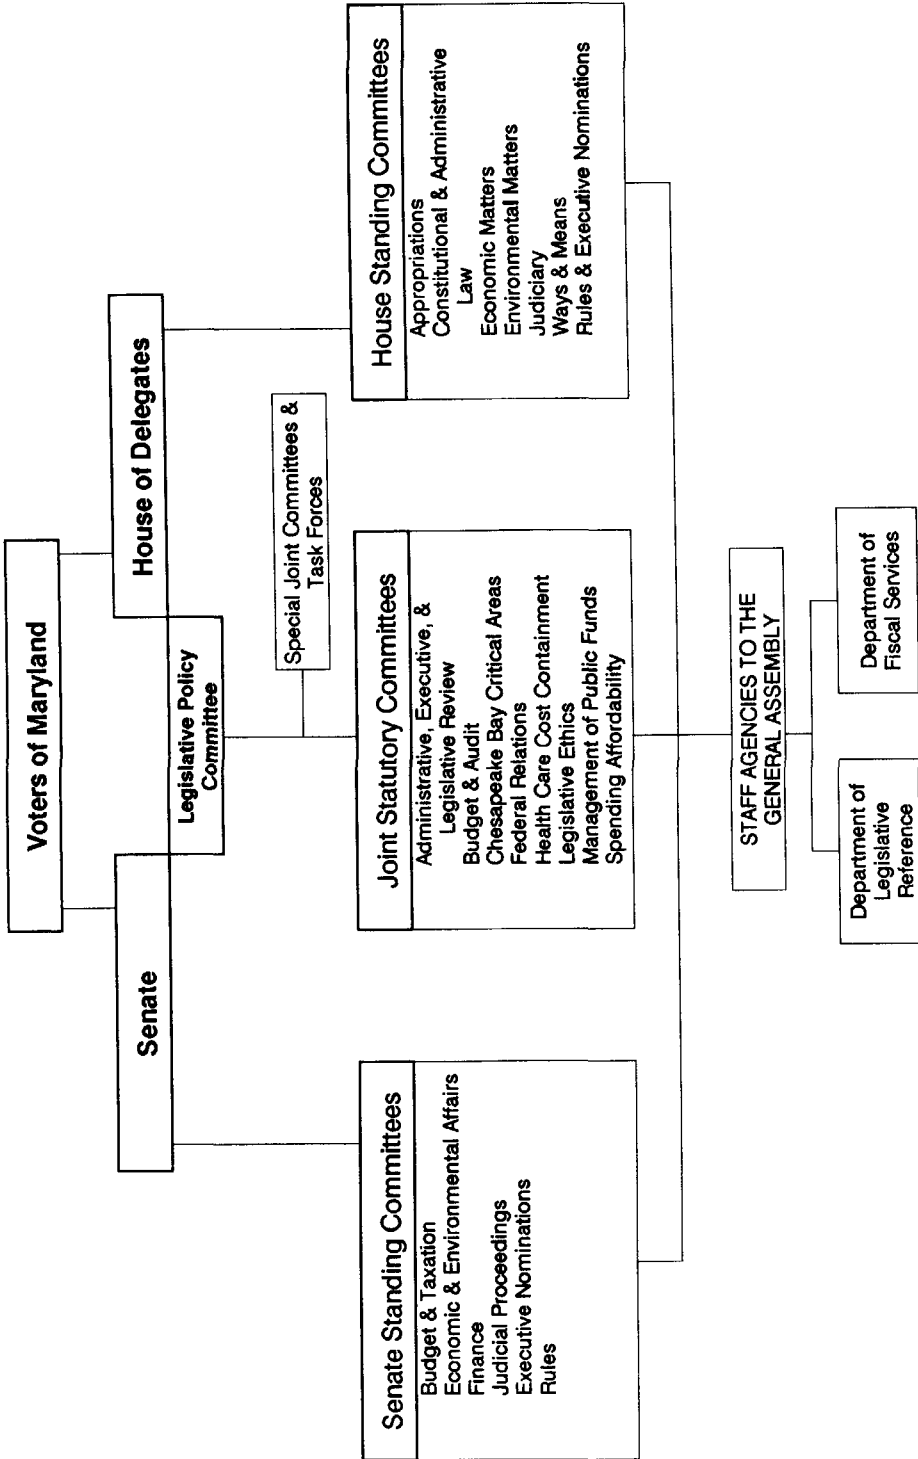 Voters of Maryland
Senate
House of Delegates
Legislative Policy
Committee
Special Joint Committees &
Task Forces
Senate Standing Committees
Budget & Taxation
Economic & Environmental Affairs
Finance
Judicial Proceedings
Executive Nominations
Rules
Joint Statutory Committees
Administrative, Executive, &
Legislative Review
Budget & Audit
Chesapeake Bay Critical Areas
Federal Relations
Health Care Cost Containment
Legislative Ethics
Management of Public Funds
Spending Affordability
House Standing Committees
Appropriations
Constitutional & Administrative
Law
Economic Matters
Environmental Matters
Judiciary
Ways & Means
Rules & Executive Nominations
STAFF AGENCIES TO THE
GENERAL ASSEMBLY
Department of
Legislative
Reference
Department of
Fiscal Services